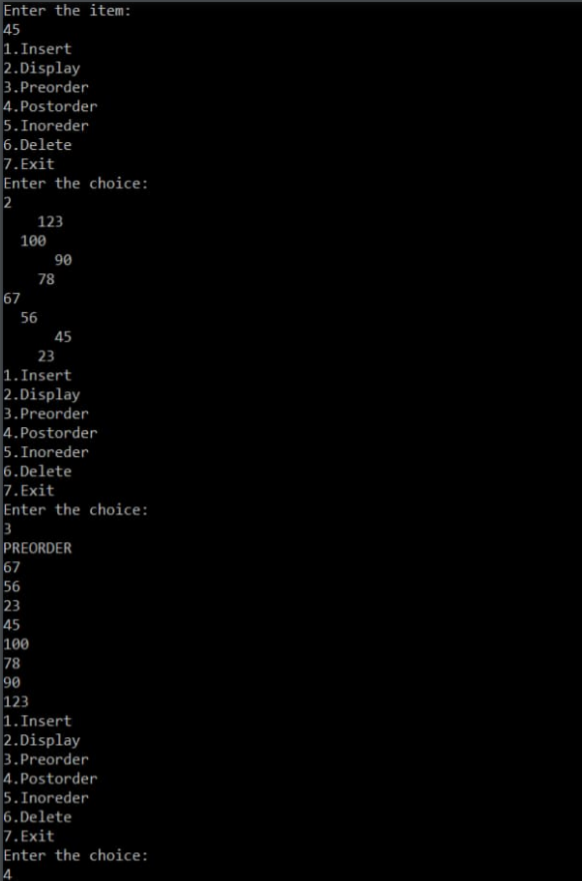 Enter the item:
45
1.Insert
2.Display
3.Preorder
4.Postorder
5.Inoreder
6.Delete
7.Exit
Enter the choice:
2
    123
  100
      90
    78
67
  56
      45
    23
1.Insert
2.Display
3.Preorder
4.Postorder
5.Inoreder
6.Delete
7.Exit
Enter the choice:
3
PREORDER
67
56
23
45
100
78
90
123
1.Insert
2.Display
3.Preorder
4.Postorder
5.Inoreder
6.Delete
7.Exit
Enter the choice:
4